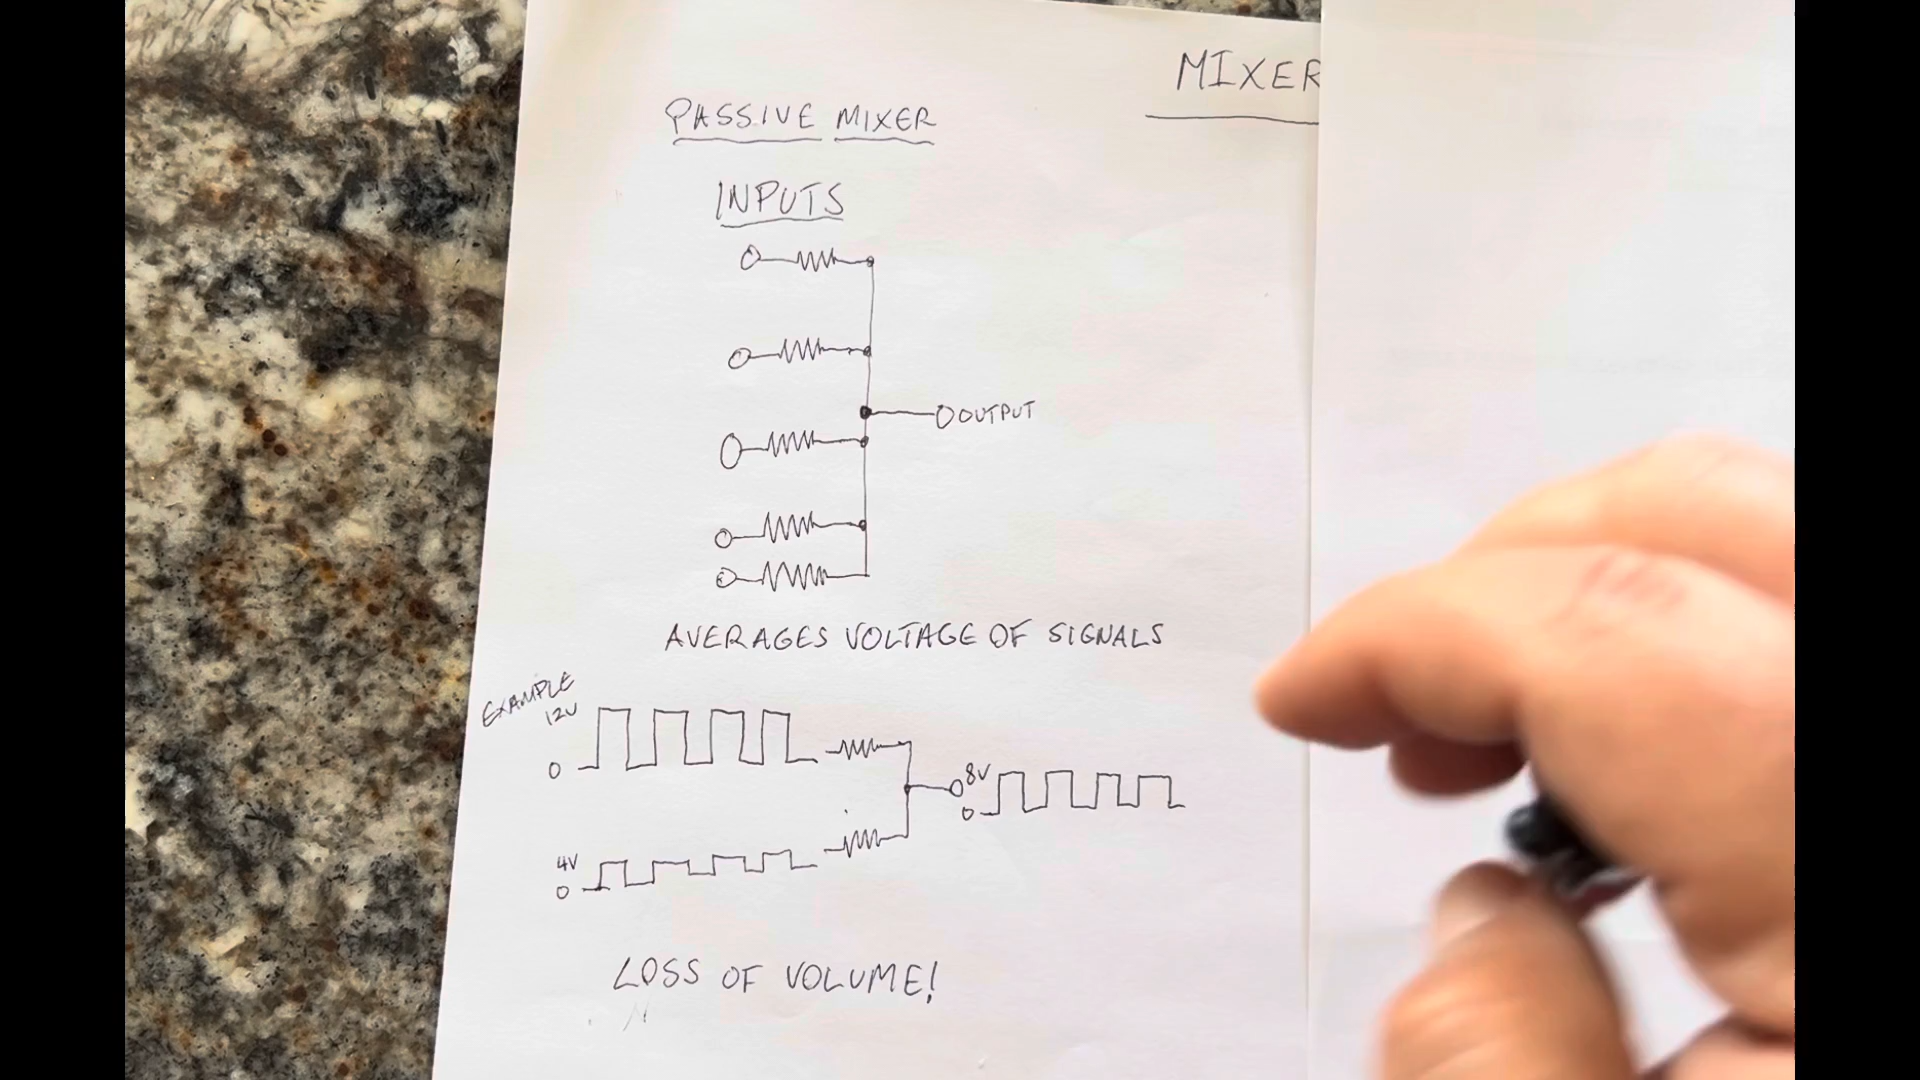 MIXER
PASSIVE MIXER
INPUTS
OUTPUT
AVERAGES VOLTAGE OF SIGNALS
EXAMPLE
12V
0
8V
0
4V
0
LOSS OF VOLUME!